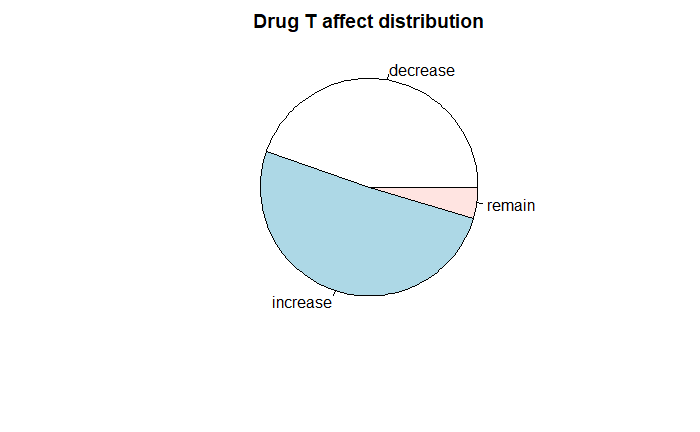 Drug T affect distribution
decrease
remain
increase